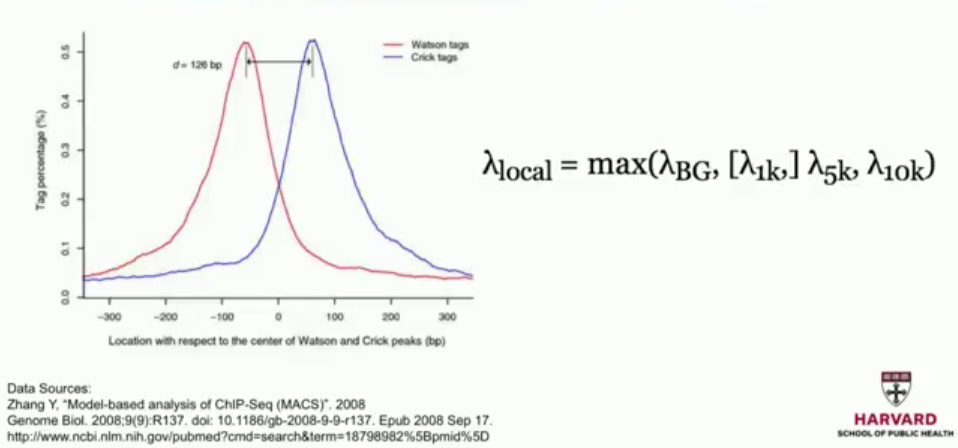 Watson tags
Crick tags
d = 126 bp
0.5
0.4
0.3
0.2
0.1
0.0
Tag percentage (%)
−300 −200 −100 0 100 200 300
Location with respect to the center of Watson and Crick peaks (bp)
λlocal = max(λBG, [λ1k,] λ5k, λ10k)
Data Sources:
Zhang Y, "Model-based analysis of ChIP-Seq (MACS)". 2008
Genome Biol. 2008;9(9):R137. doi: 10.1186/gb-2008-9-9-r137. Epub 2008 Sep 17.
http://www.ncbi.nlm.nih.gov/pubmed?cmd=search&term=18798982%5Bpmid%5D
HARVARD
SCHOOL OF PUBLIC HEALTH